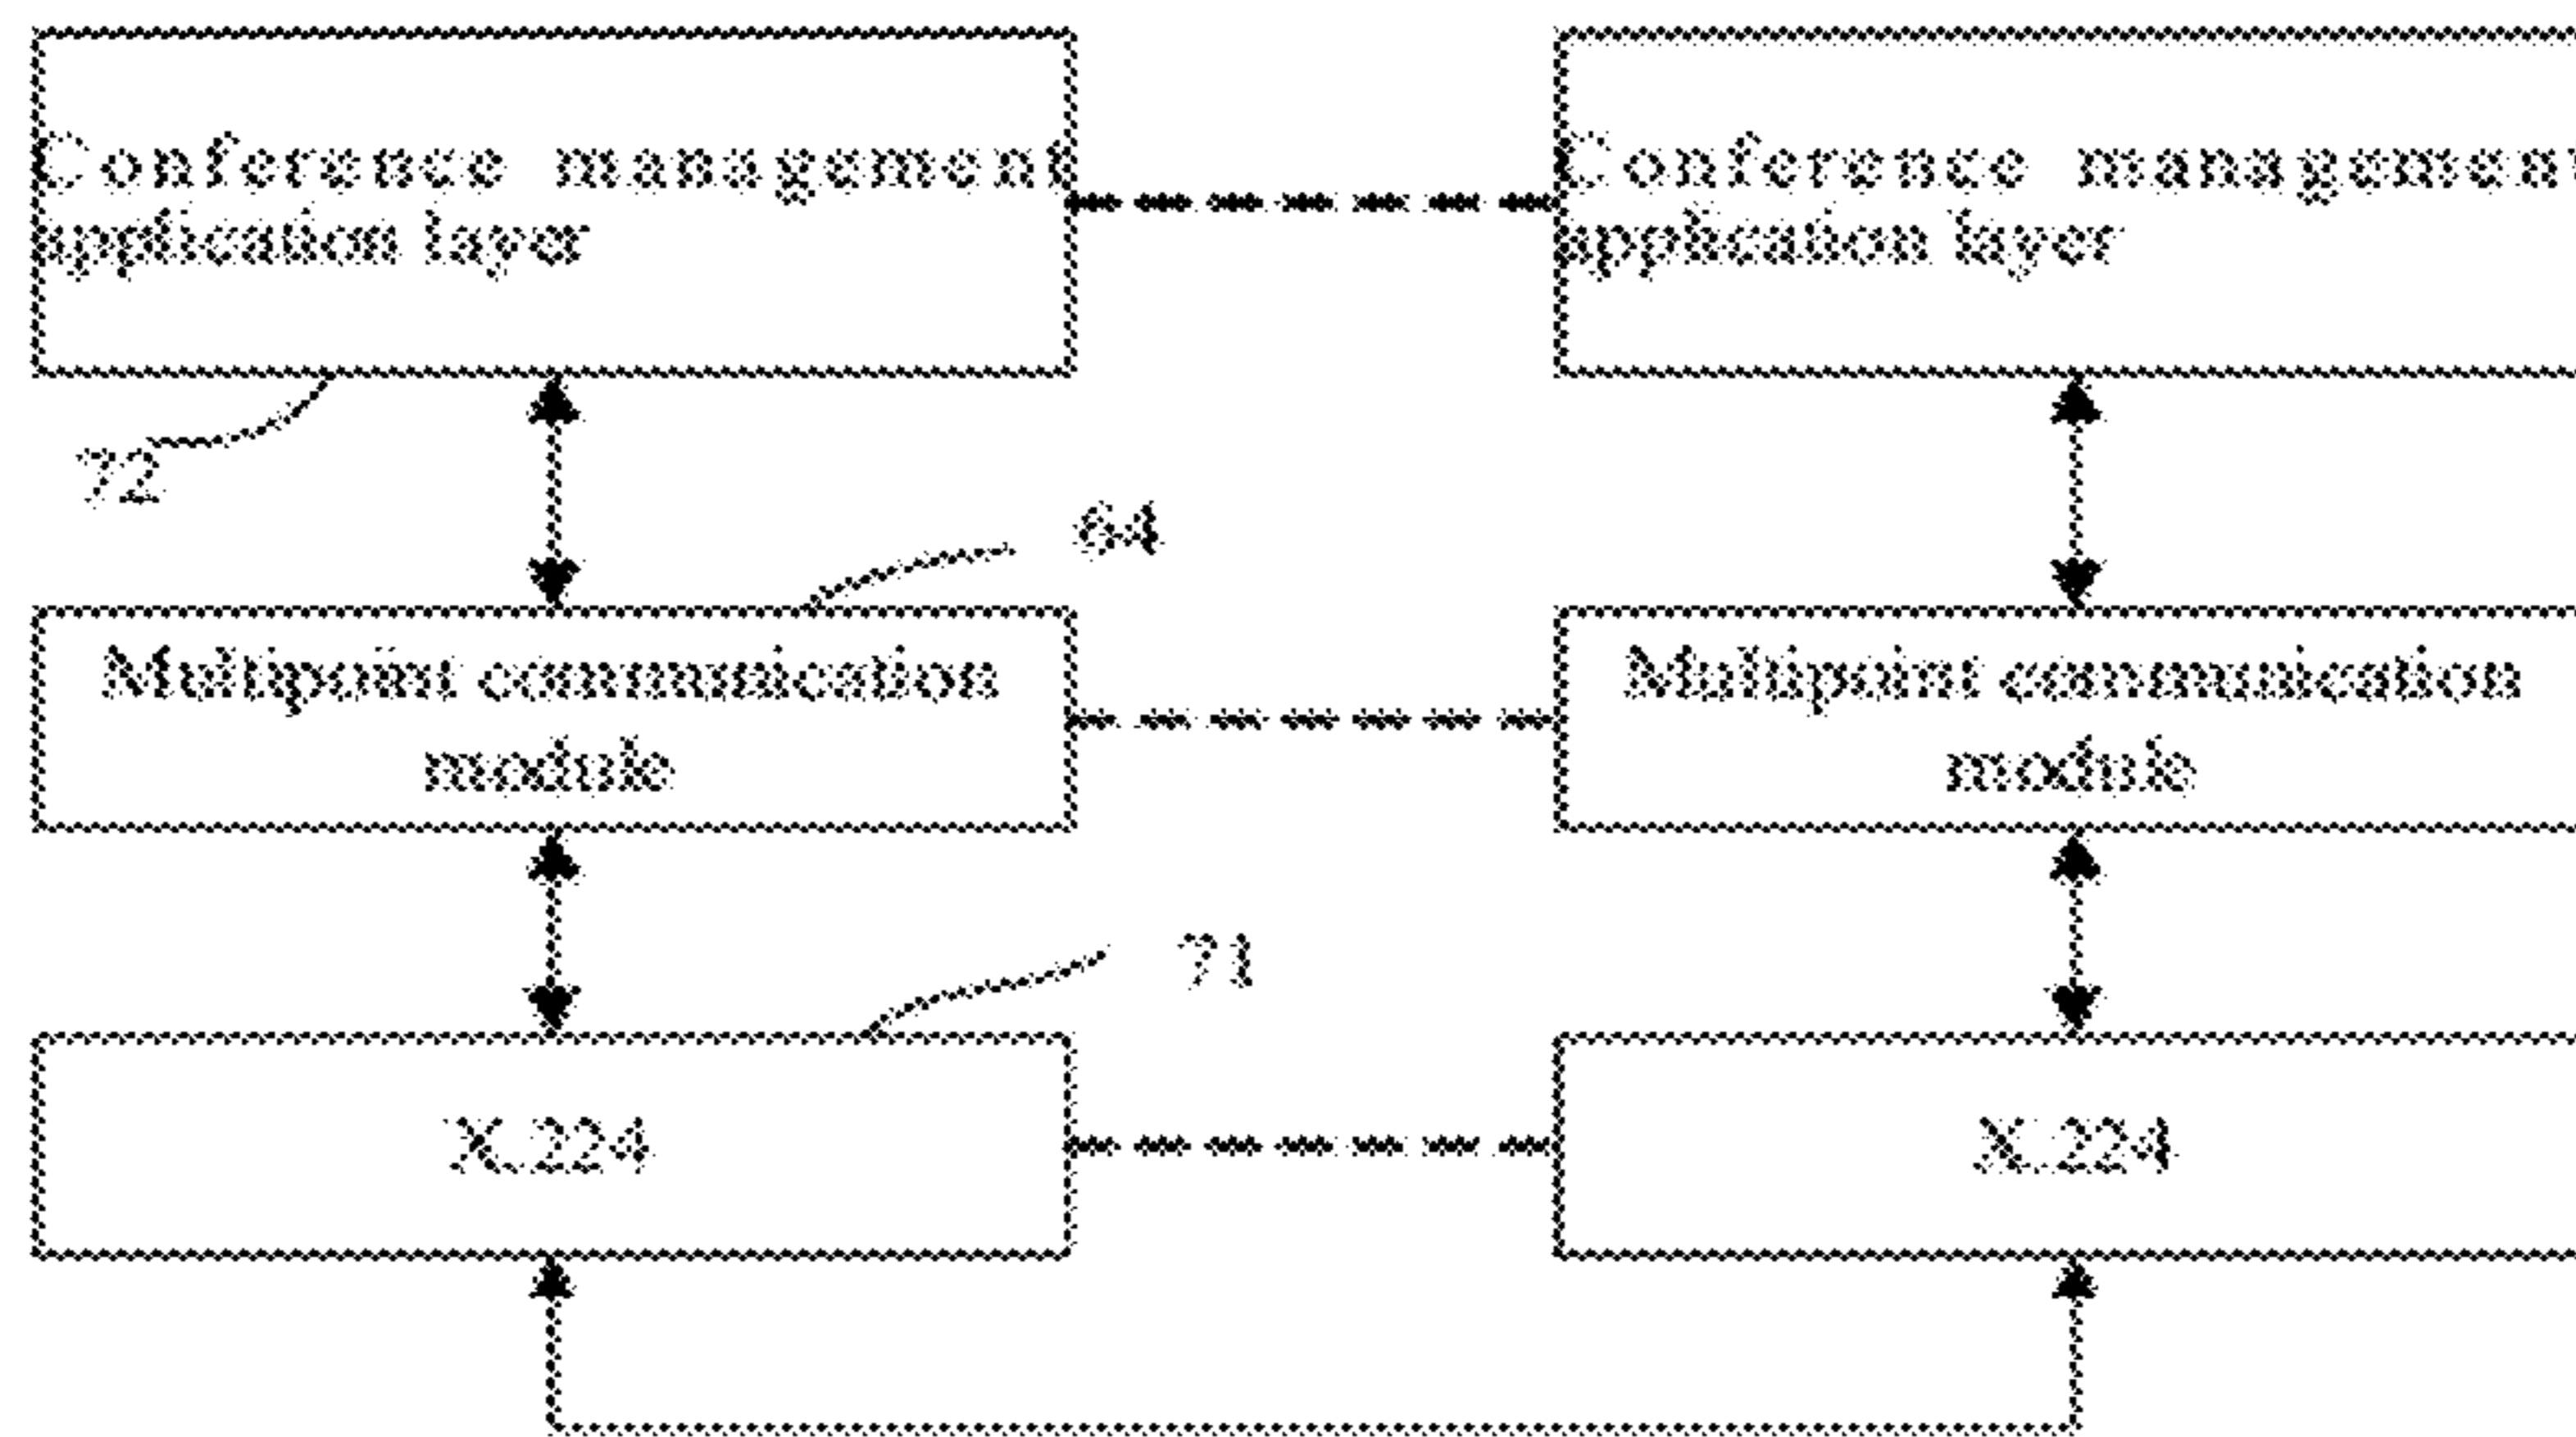 Conference management
application layer
Conference management
application layer
72
64
Multipoint communication
module
Multipoint communication
module
71
X.224
X.224